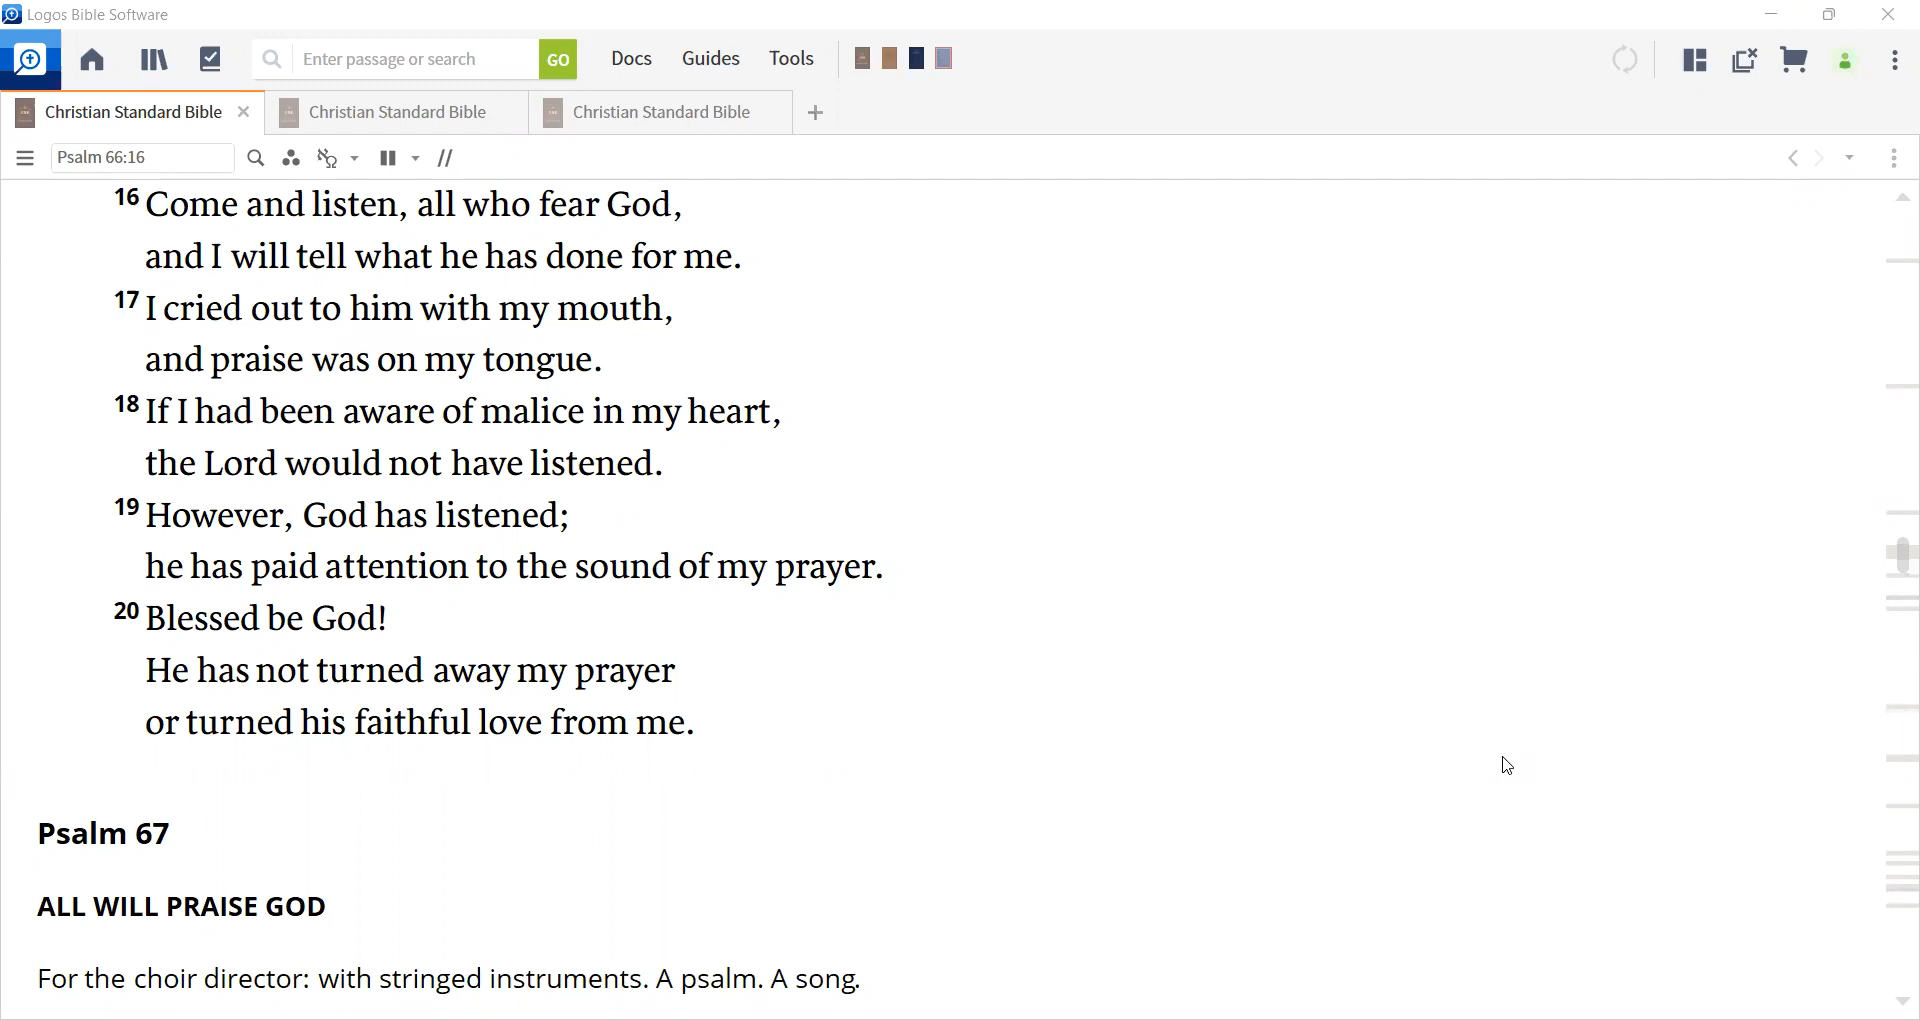 Logos Bible Software
Enter passage or search
GO
Docs
Guides
Tools
Christian Standard Bible
Christian Standard Bible
Christian Standard Bible
Psalm 66:16
16 Come and listen, all who fear God,
and I will tell what he has done for me.
17 I cried out to him with my mouth,
and praise was on my tongue.
18 If I had been aware of malice in my heart,
the Lord would not have listened.
19 However, God has listened;
he has paid attention to the sound of my prayer.
20 Blessed be God!
He has not turned away my prayer
or turned his faithful love from me.
Psalm 67
ALL WILL PRAISE GOD
For the choir director: with stringed instruments. A psalm. A song.